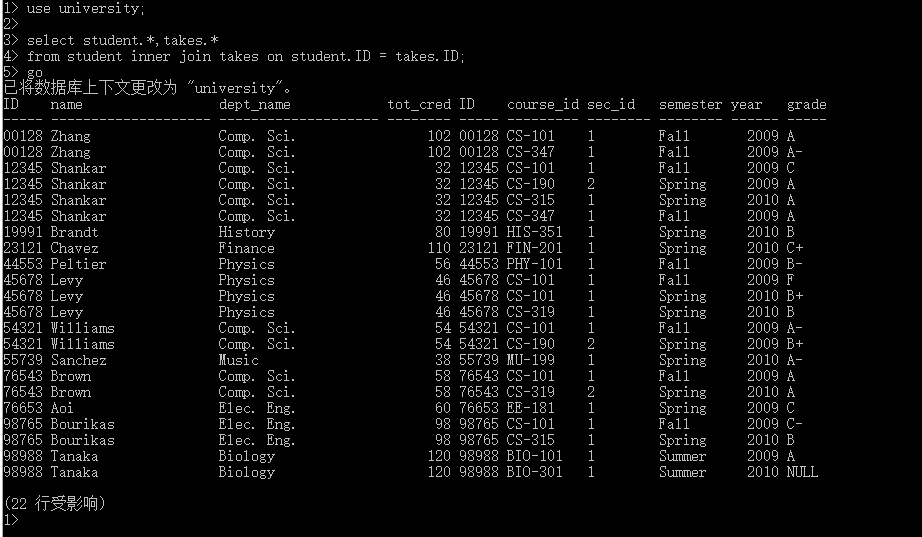 1> use university;
2>
3> select student.*,takes.*
4> from student inner join takes on student.ID = takes.ID;
5> go
已将数据库上下文更改为 "university"。
ID    name                 dept_name            tot_cred ID    course_id sec_id   semester year   grade
----- -------------------- -------------------- -------- ----- --------- -------- -------- ------ -----
00128 Zhang                Comp. Sci.                102 00128 CS-101    1        Fall       2009 A
00128 Zhang                Comp. Sci.                102 00128 CS-347    1        Fall       2009 A-
12345 Shankar              Comp. Sci.                 32 12345 CS-101    1        Fall       2009 C
12345 Shankar              Comp. Sci.                 32 12345 CS-190    2        Spring     2009 A
12345 Shankar              Comp. Sci.                 32 12345 CS-315    1        Spring     2010 A
12345 Shankar              Comp. Sci.                 32 12345 CS-347    1        Fall       2009 A
19991 Brandt               History                    80 19991 HIS-351   1        Spring     2010 B
23121 Chavez               Finance                   110 23121 FIN-201   1        Spring     2010 C+
44553 Peltier              Physics                    56 44553 PHY-101   1        Fall       2009 B-
45678 Levy                 Physics                    46 45678 CS-101    1        Fall       2009 F
45678 Levy                 Physics                    46 45678 CS-101    1        Spring     2010 B+
45678 Levy                 Physics                    46 45678 CS-319    1        Spring     2010 B
54321 Williams             Comp. Sci.                 54 54321 CS-101    1        Fall       2009 A-
54321 Williams             Comp. Sci.                 54 54321 CS-190    2        Spring     2009 B+
55739 Sanchez              Music                      38 55739 MU-199    1        Spring     2010 A-
76543 Brown                Comp. Sci.                 58 76543 CS-101    1        Fall       2009 A
76543 Brown                Comp. Sci.                 58 76543 CS-319    2        Spring     2010 A
76653 Aoi                  Elec. Eng.                 60 76653 EE-181    1        Spring     2009 C
98765 Bourikas             Elec. Eng.                 98 98765 CS-101    1        Fall       2009 C-
98765 Bourikas             Elec. Eng.                 98 98765 CS-315    1        Spring     2010 B
98988 Tanaka               Biology                   120 98988 BIO-101   1        Summer     2009 A
98988 Tanaka               Biology                   120 98988 BIO-301   1        Summer     2010 NULL
(22 行受影响)
1>